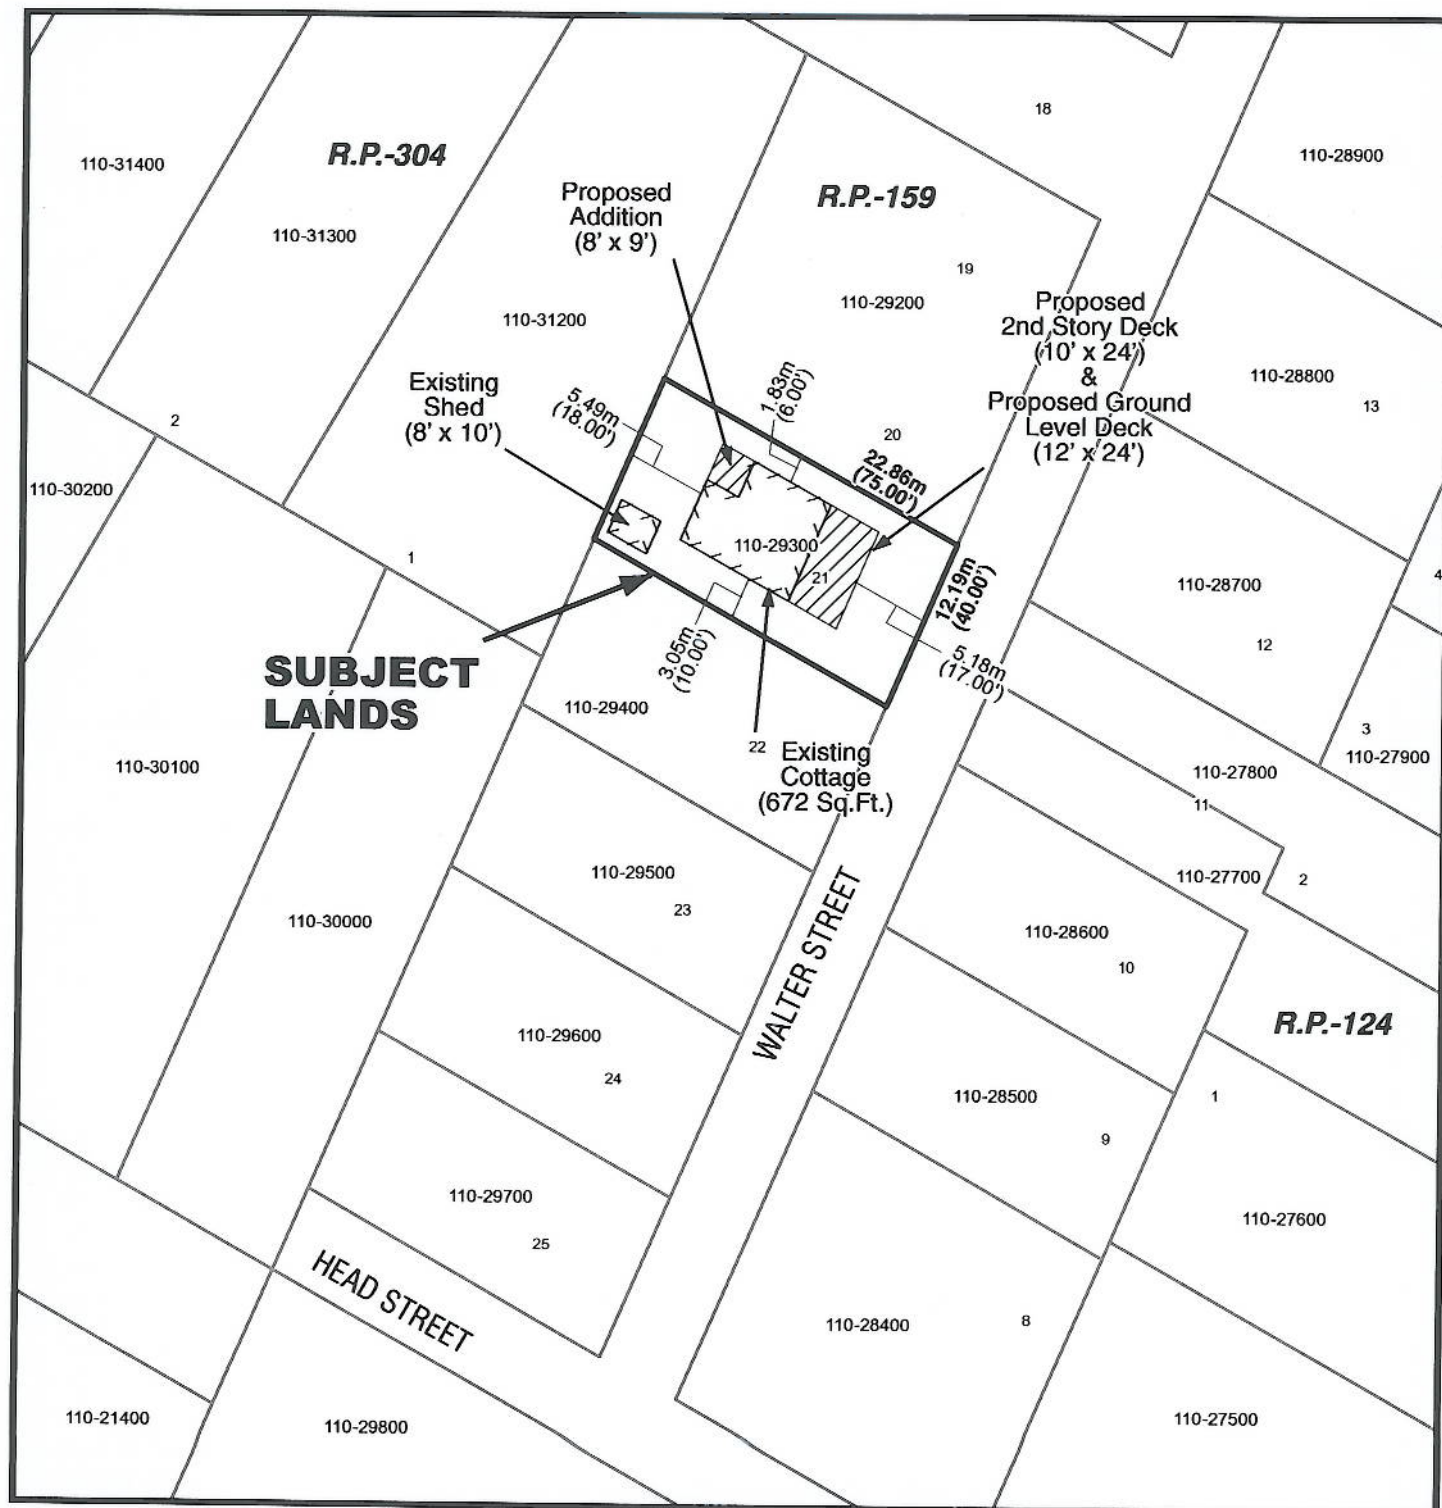 18
110-28900
110-31400
R.P.-304
110-31300
Proposed
Addition
(8' x 9')
R.P.-159
19
110-29200
110-31200
Proposed
2nd Story Deck
(10' x 24')
&
Proposed Ground
Level Deck
(12' x 24')
110-28800
13
Existing
Shed
(8' x 10')
5.49m
(18.00')
1.83m
(6.00')
20
22.86m
(75.00')
2
110-30200
1
110-29300
21
12.19m
(40.00')
110-28700
4
12
3.05m
(10.00')
5.18m
(17.00')
SUBJECT
LANDS
110-29400
22
Existing
Cottage
(672 Sq.Ft.)
3
110-27900
110-30100
110-27800
11
110-27700
2
110-29500
23
110-30000
WALTER STREET
110-28600
10
R.P.-124
110-29600
24
110-28500
9
1
110-29700
25
110-27600
HEAD STREET
110-28400
8
110-21400
110-29800
110-27500